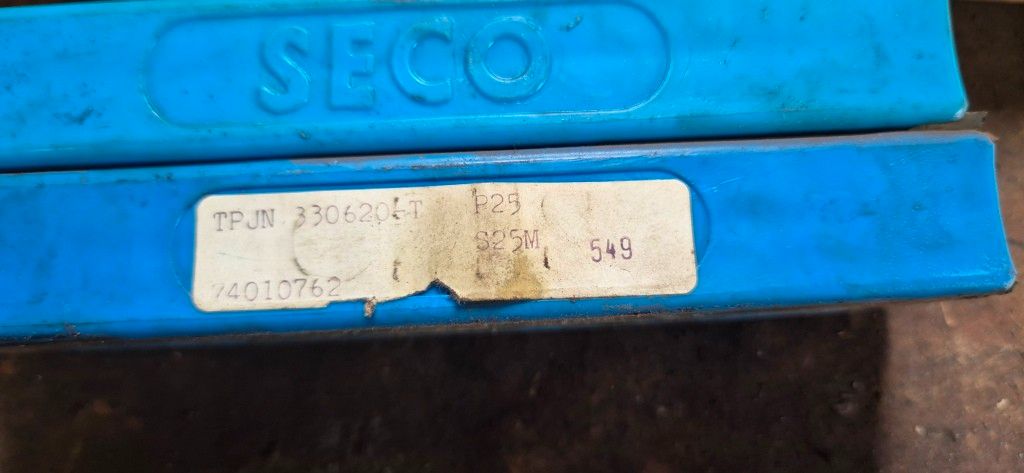 SECO
TPJN 330620-T P25
S25M 549
74010762